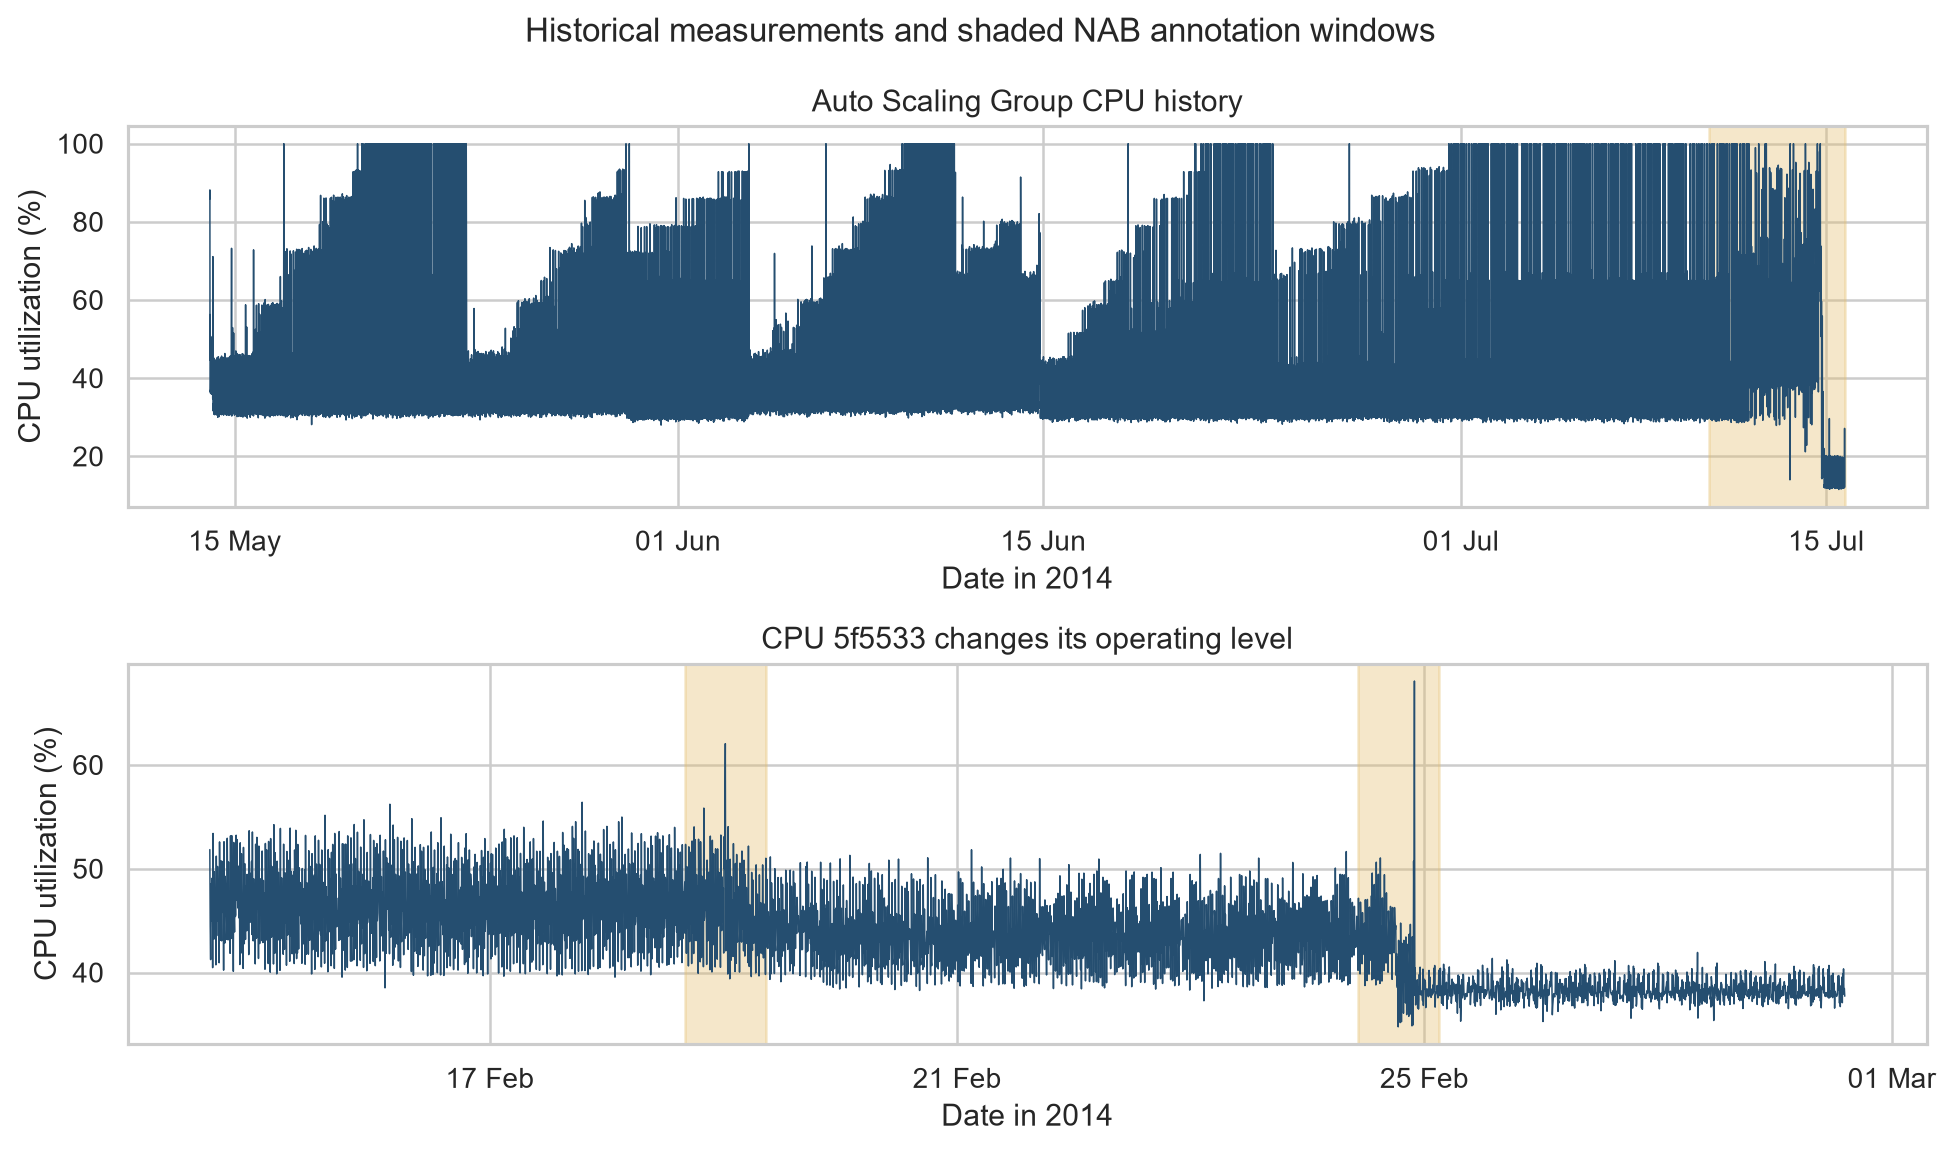 Historical measurements and shaded NAB annotation windows
Auto Scaling Group CPU history
CPU utilization (%)
100
80
60
40
20
15 May
01 Jun
15 Jun
01 Jul
15 Jul
Date in 2014
CPU 5f5533 changes its operating level
CPU utilization (%)
60
50
40
17 Feb
21 Feb
25 Feb
01 Mar
Date in 2014